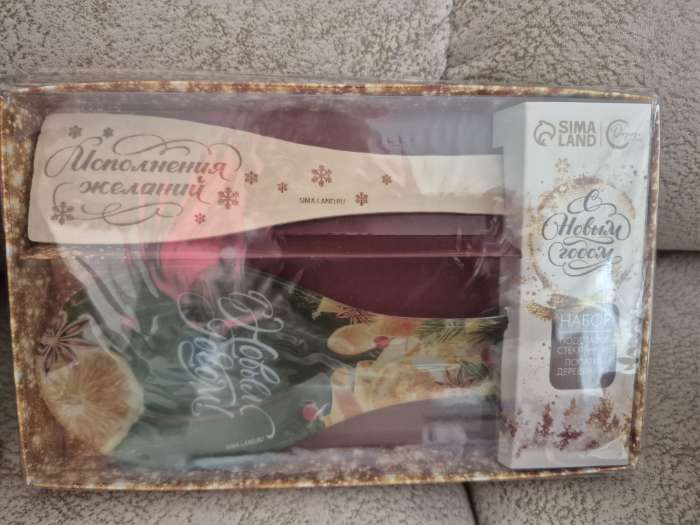 Исполнения
желаний
SIMA-LAND.RU
С Новым
годом!
SIMA-LAND.RU
SIMA
LAND
С
Новым
годом
НАБОР